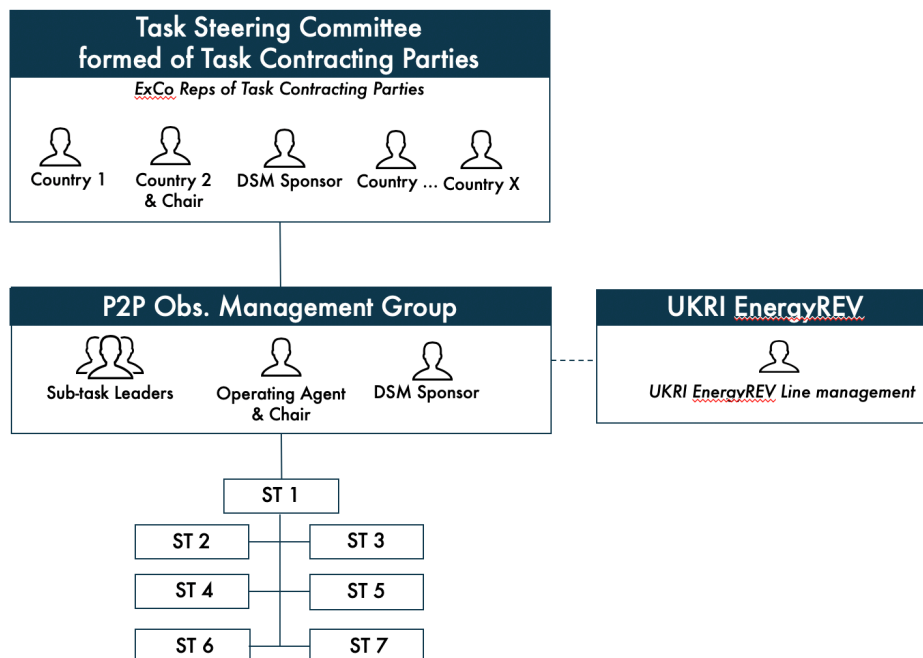 Task Steering Committee
formed of Task Contracting Parties
ExCo Reps of Task Contracting Parties
Country 1
Country 2
& Chair
DSM Sponsor
Country ...
Country X
P2P Obs. Management Group
Sub-task Leaders
Operating Agent
& Chair
DSM Sponsor
UKRI EnergyREV
UKRI EnergyREV Line management
ST 1
ST 2
ST 3
ST 4
ST 5
ST 6
ST 7